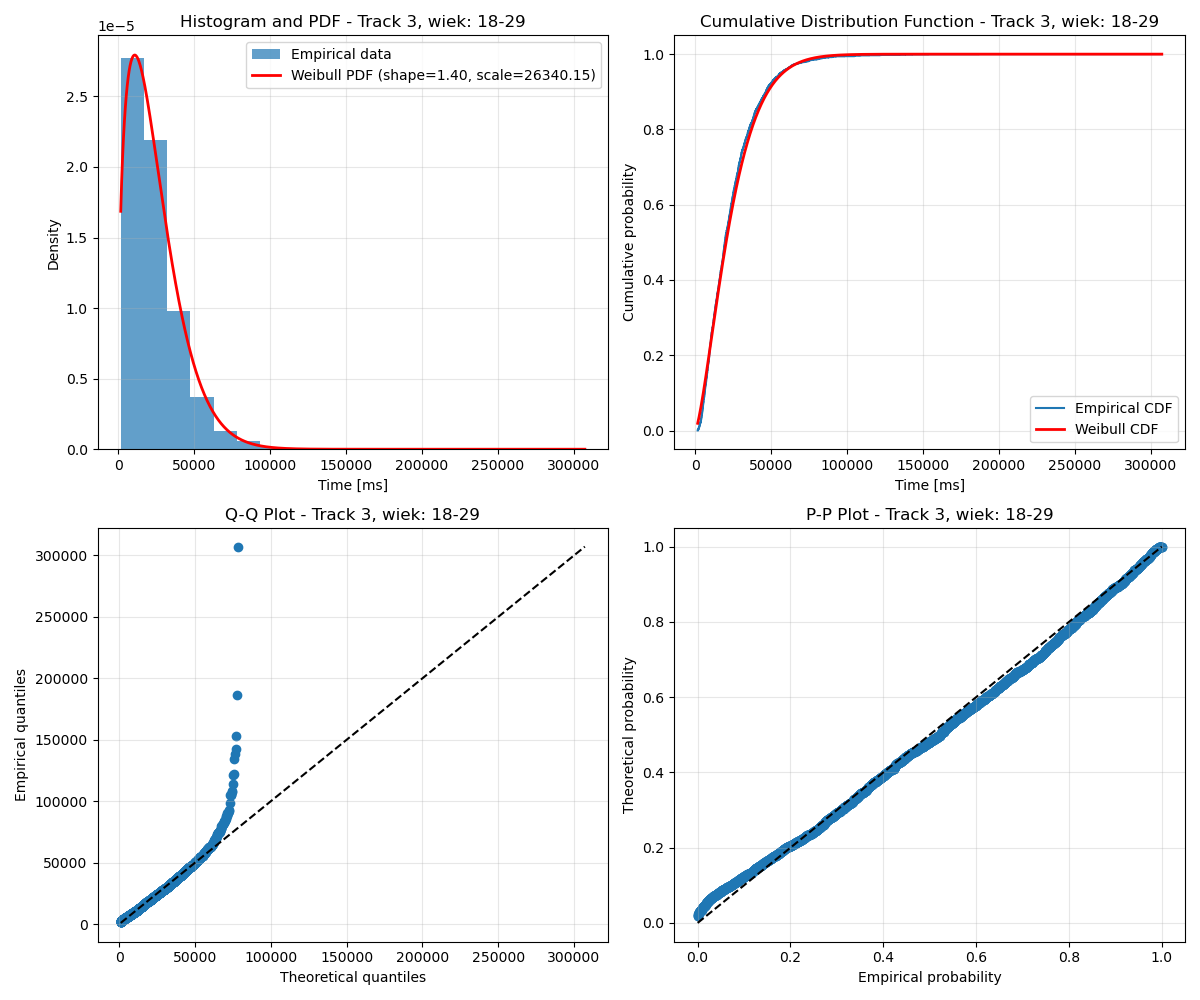 Histogram and PDF - Track 3, wiek: 18-29
1e−5
Empirical data
Weibull PDF (shape=1.40, scale=26340.15)
2.5
2.0
1.5
1.0
0.5
0.0
Density
0 50000 100000 150000 200000 250000 300000
Time [ms]
Cumulative Distribution Function - Track 3, wiek: 18-29
1.0
0.8
0.6
0.4
0.2
0.0
Cumulative probability
Empirical CDF
Weibull CDF
0 50000 100000 150000 200000 250000 300000
Time [ms]
Q-Q Plot - Track 3, wiek: 18-29
300000
250000
200000
150000
100000
50000
0
Empirical quantiles
0 50000 100000 150000 200000 250000 300000
Theoretical quantiles
P-P Plot - Track 3, wiek: 18-29
1.0
0.8
0.6
0.4
0.2
0.0
Theoretical probability
0.0 0.2 0.4 0.6 0.8 1.0
Empirical probability